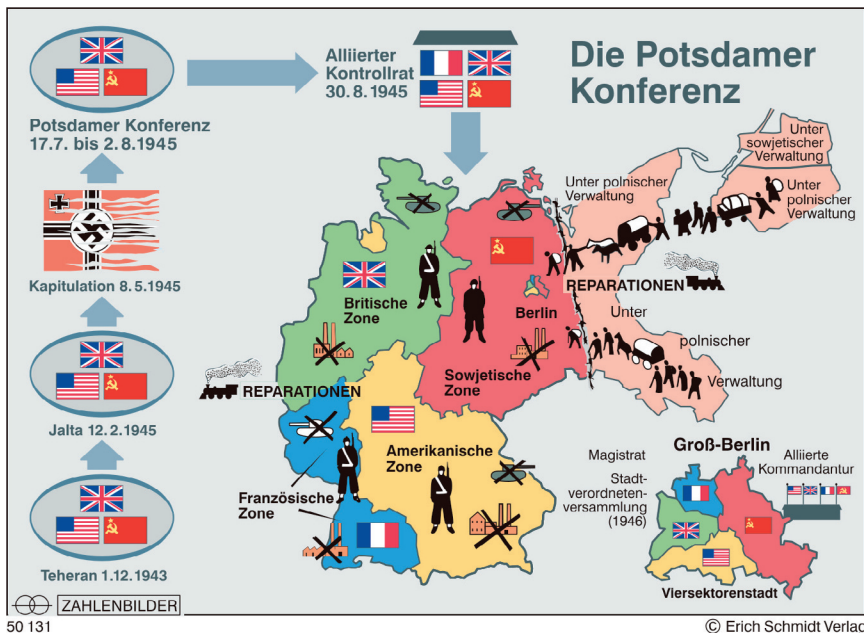 Die Potsdamer
Konferenz
Potsdamer Konferenz
17.7. bis 2.8.1945
Alliierter
Kontrollrat
30.8.1945
Kapitulation 8.5.1945
Jalta 12.2.1945
Teheran 1.12.1943
Unter
sowjetischer
Verwaltung
Unter polnischer
Verwaltung
Unter
polnischer
Verwaltung
Britische
Zone
Berlin
REPARATIONEN
Unter
polnischer
Verwaltung
Sowjetische
Zone
REPARATIONEN
Amerikanische
Zone
Französische
Zone
Groß-Berlin
Magistrat
Stadt-
verordneten-
versammlung
(1946)
Alliierte
Kommandantur
Viersektorenstadt
ZAHLENBILDER
50 131
© Erich Schmidt Verlag